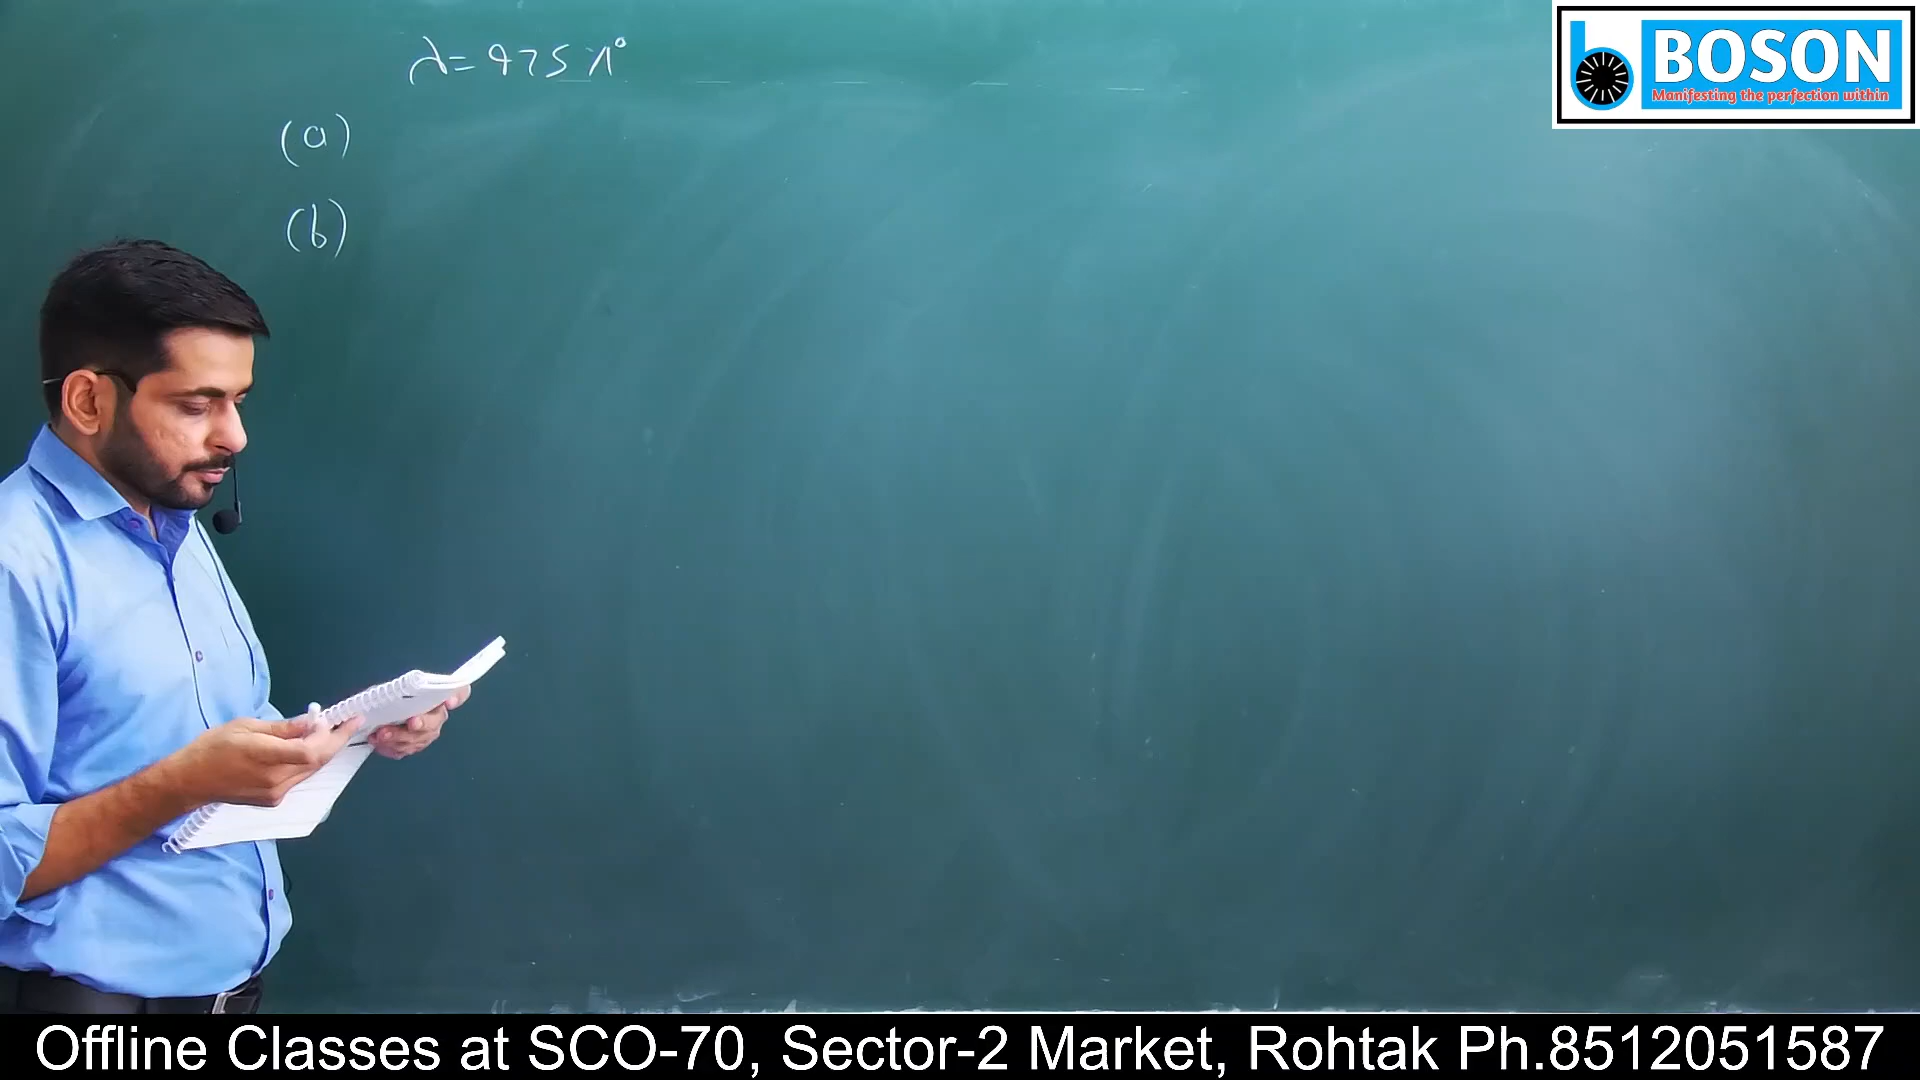 λ = 975 A°
(a)
(b)
BOSON
Manifesting the perfection within
Offline Classes at SCO-70, Sector-2 Market, Rohtak Ph.8512051587